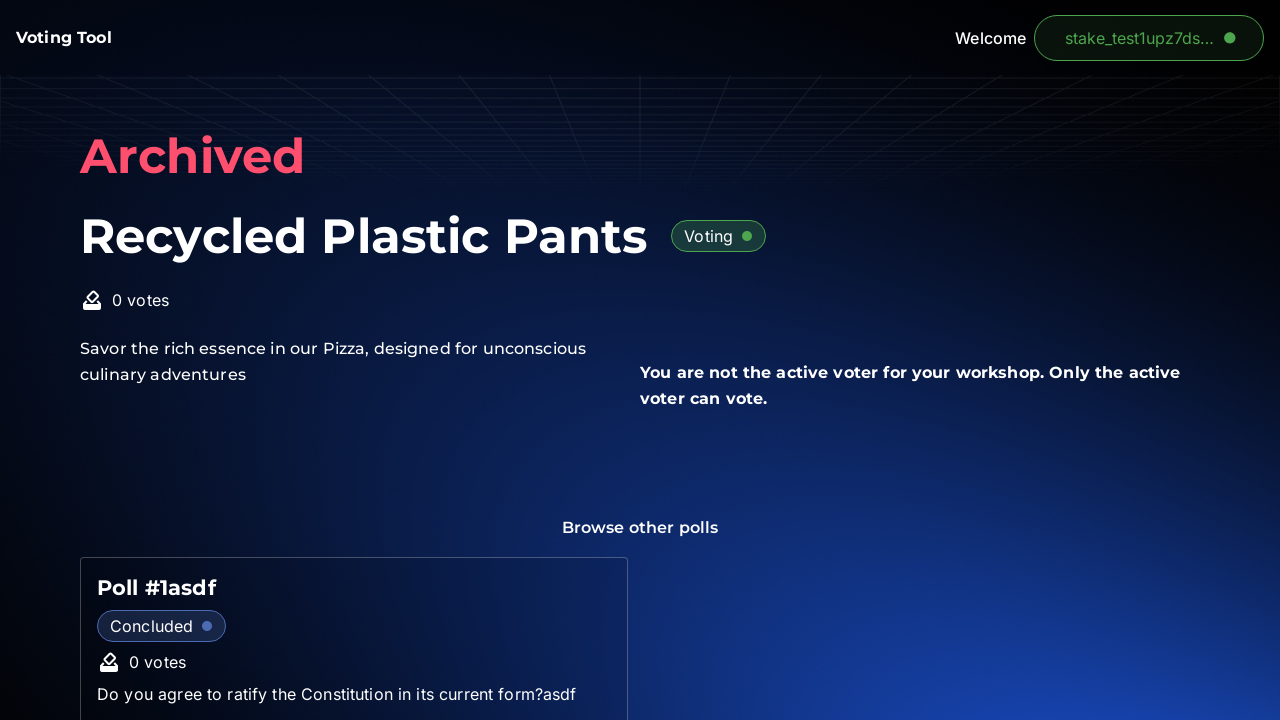 Voting Tool
Welcome
stake_test1upz7ds...
Archived
Recycled Plastic Pants
Voting
0 votes
Savor the rich essence in our Pizza, designed for unconscious
culinary adventures
You are not the active voter for your workshop. Only the active
voter can vote.
Browse other polls
Poll #1asdf
Concluded
0 votes
Do you agree to ratify the Constitution in its current form?asdf